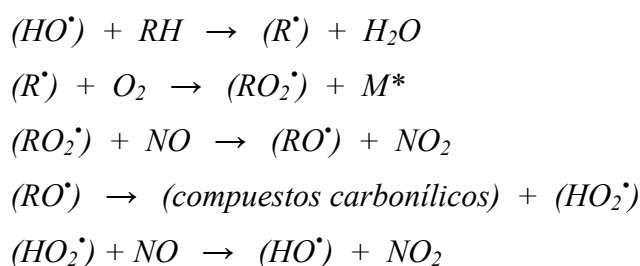 (HO•) + RH → (R•) + H₂O
(R•) + O₂ → (RO₂•) + M*
(RO₂•) + NO → (RO•) + NO₂
(RO•) → (compuestos carbonílicos) + (HO₂•)
(HO₂•) + NO → (HO•) + NO₂